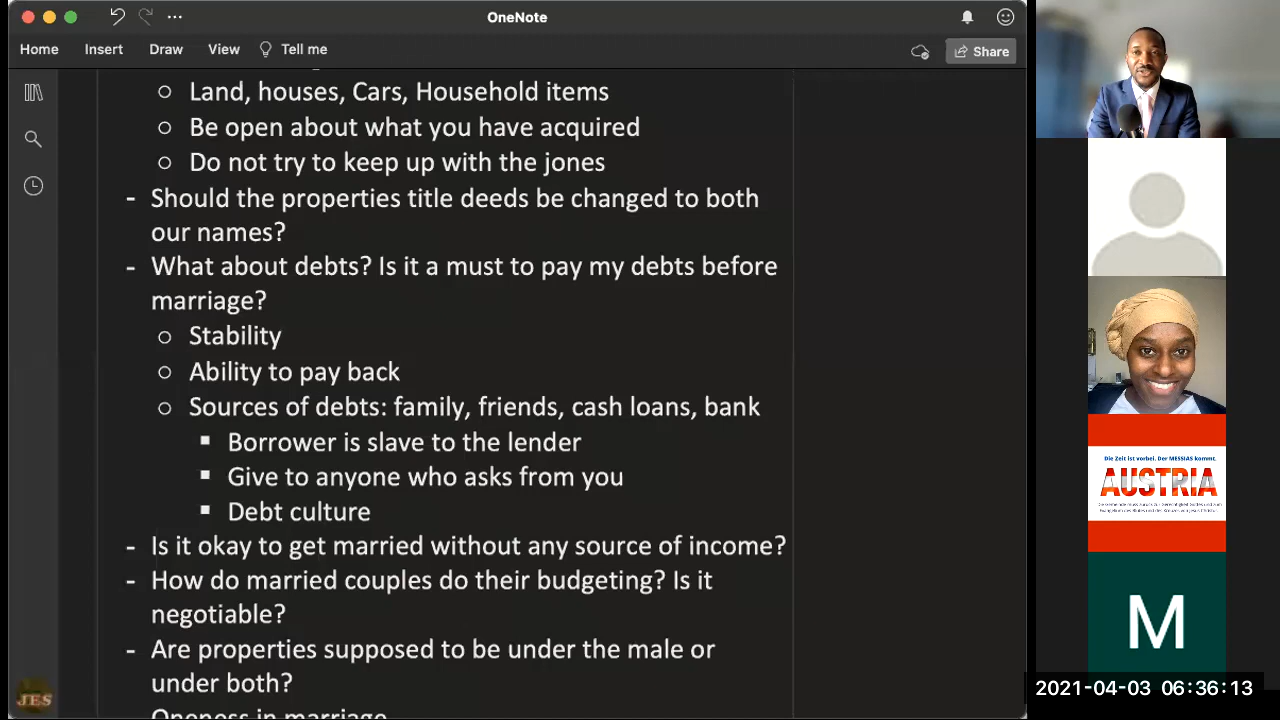 OneNote
Home Insert Draw View Tell me Share
Land, houses, Cars, Household items
Be open about what you have acquired
Do not try to keep up with the jones
- Should the properties title deeds be changed to both
our names?
- What about debts? Is it a must to pay my debts before
marriage?
Stability
Ability to pay back
Sources of debts: family, friends, cash loans, bank
Borrower is slave to the lender
Give to anyone who asks from you
Debt culture
- Is it okay to get married without any source of income?
- How do married couples do their budgeting? Is it
negotiable?
- Are properties supposed to be under the male or
under both?
Oneness in marriage
JES
Die Zeit ist vorbei. Der MESSIAS kommt.
AUSTRIA
M
2021-04-03 06:36:13